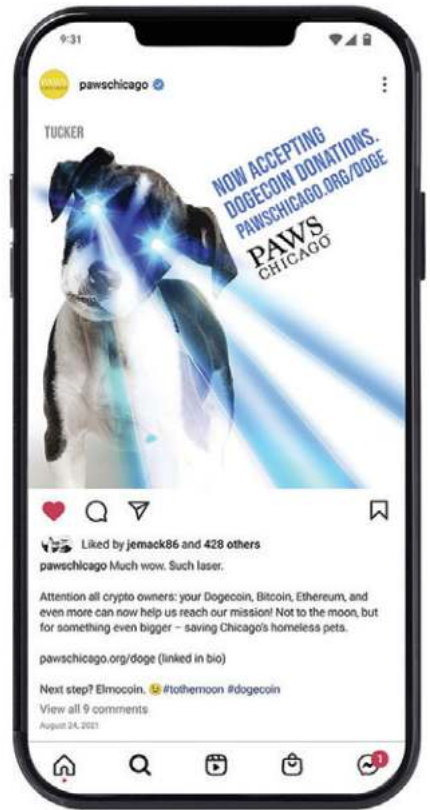 9:31
PAWS
CHICAGO
pawschicago
TUCKER
NOW ACCEPTING
DOGECOIN DONATIONS.
PAWSCHICAGO.ORG/DOGE
PAWS
CHICAGO
Liked by jemack86 and 428 others
pawschicago Much wow. Such laser.
Attention all crypto owners: your Dogecoin, Bitcoin, Ethereum, and
even more can now help us reach our mission! Not to the moon, but
for something even bigger – saving Chicago's homeless pets.
pawschicago.org/doge (linked in bio)
Next step? Elmocoin. 😉 #tothemoon #dogecoin
View all 9 comments
August 24, 2021
1